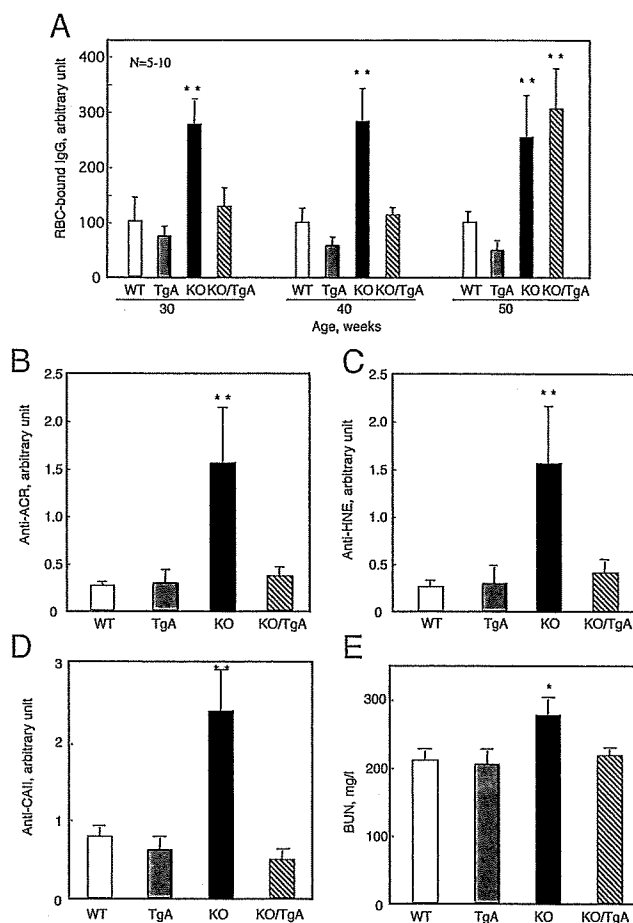 A
400
300
200
100
0
RBC-bound IgG, arbitrary unit
N=5-10
** ** ** **
WT TgA KO KO/TgA WT TgA KO KO/TgA WT TgA KO KO/TgA
30 40 50
Age, weeks
B
2.5
2.0
1.5
1.0
0.5
0
Anti-ACR, arbitrary unit
**
WT TgA KO KO/TgA
C
2.5
2.0
1.5
1.0
0.5
0
Anti-HNE, arbitrary unit
**
WT TgA KO KO/TgA
D
3
2
1
0
Anti-CAII, arbitrary unit
**
WT TgA KO KO/TgA
E
300
200
100
0
BUN, mg/l
*
WT TgA KO KO/TgA